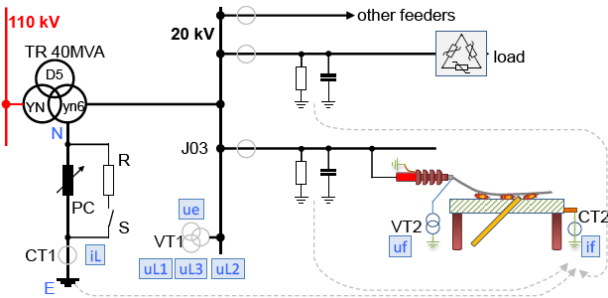 110 kV
20 kV
other feeders
TR 40MVA
D5
YN
yn6
load
N
J03
R
PC
S
ue
VT1
CT1
iL
uL1
uL3
uL2
E
VT2
uf
CT2
if